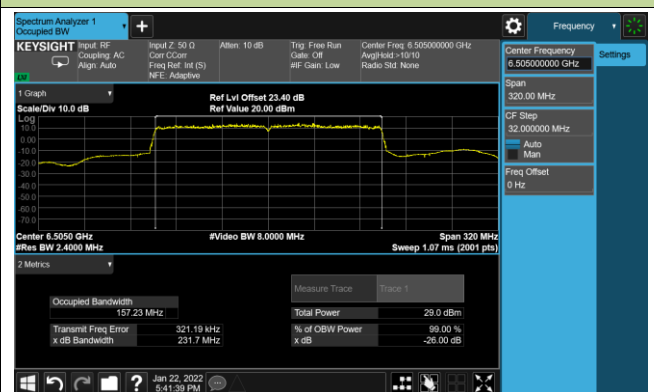 Spectrum Analyzer 1
Occupied BW
Frequency
KEYSIGHT
Input: RF
Coupling: AC
Align: Auto
Input Z: 50 Ω
Corr CCorr
Freq Ref: Int (S)
NFE: Adaptive
Atten: 10 dB
Trig: Free Run
Gate: Off
#IF Gain: Low
Center Freq: 6.505000000 GHz
Avg|Hold:>10/10
Radio Std: None
Center Frequency
6.505000000 GHz
Settings
Span
320.00 MHz
CF Step
32.000000 MHz
Auto
Man
Freq Offset
0 Hz
1 Graph
Scale/Div 10.0 dB
Ref Lvl Offset 23.40 dB
Ref Value 20.00 dBm
Log
10.0
0.00
-10.0
-20.0
-30.0
-40.0
-50.0
-60.0
-70.0
Center 6.5050 GHz
#Res BW 2.4000 MHz
#Video BW 8.0000 MHz
Span 320 MHz
Sweep 1.07 ms (2001 pts)
2 Metrics
Measure Trace
Trace 1
Occupied Bandwidth
157.23 MHz
Total Power
29.0 dBm
Transmit Freq Error
321.19 kHz
% of OBW Power
99.00 %
x dB Bandwidth
231.7 MHz
x dB
-26.00 dB
Jan 22, 2022
5:41:39 PM